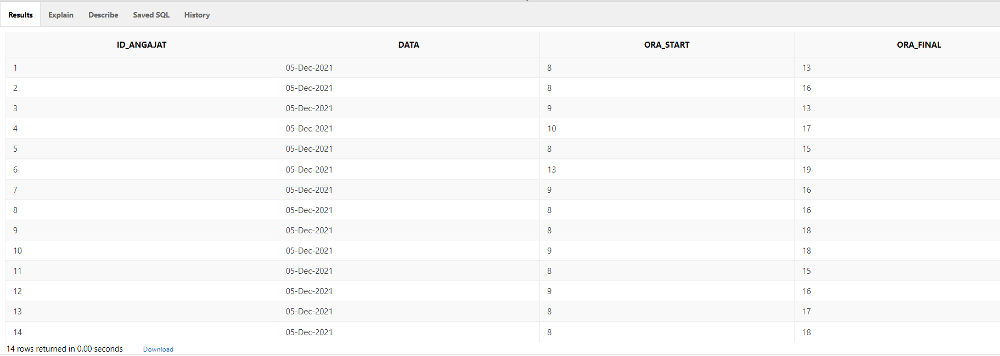 Results Explain Describe Saved SQL History
ID_ANGAJAT DATA ORA_START ORA_FINAL
1 05-Dec-2021 8 13
2 05-Dec-2021 8 16
3 05-Dec-2021 9 13
4 05-Dec-2021 10 17
5 05-Dec-2021 8 15
6 05-Dec-2021 13 19
7 05-Dec-2021 9 16
8 05-Dec-2021 8 16
9 05-Dec-2021 8 18
10 05-Dec-2021 9 18
11 05-Dec-2021 8 15
12 05-Dec-2021 9 16
13 05-Dec-2021 8 17
14 05-Dec-2021 8 18
14 rows returned in 0.00 seconds Download